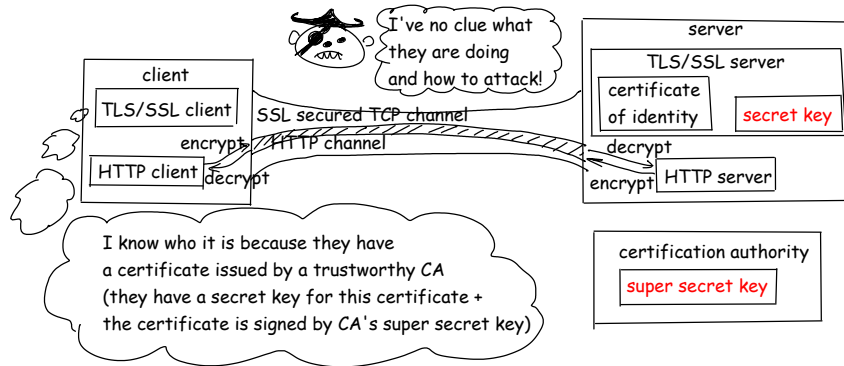 I've no clue what
they are doing
and how to attack!
client
TLS/SSL client
HTTP client
encrypt
decrypt
SSL secured TCP channel
HTTP channel
server
TLS/SSL server
certificate
of identity
secret key
decrypt
encrypt
HTTP server
I know who it is because they have
a certificate issued by a trustworthy CA
(they have a secret key for this certificate +
the certificate is signed by CA's super secret key)
certification authority
super secret key